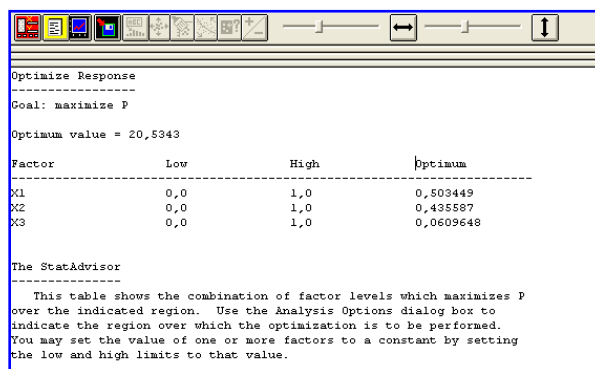 Optimize Response
-----------------
Goal: maximize P
Optimum value = 20,5343
Factor Low High Optimum
-----------------------------------------------------------------------
X1 0,0 1,0 0,503449
X2 0,0 1,0 0,435587
X3 0,0 1,0 0,0609648
The StatAdvisor
---------------
This table shows the combination of factor levels which maximizes P
over the indicated region. Use the Analysis Options dialog box to
indicate the region over which the optimization is to be performed.
You may set the value of one or more factors to a constant by setting
the low and high limits to that value.